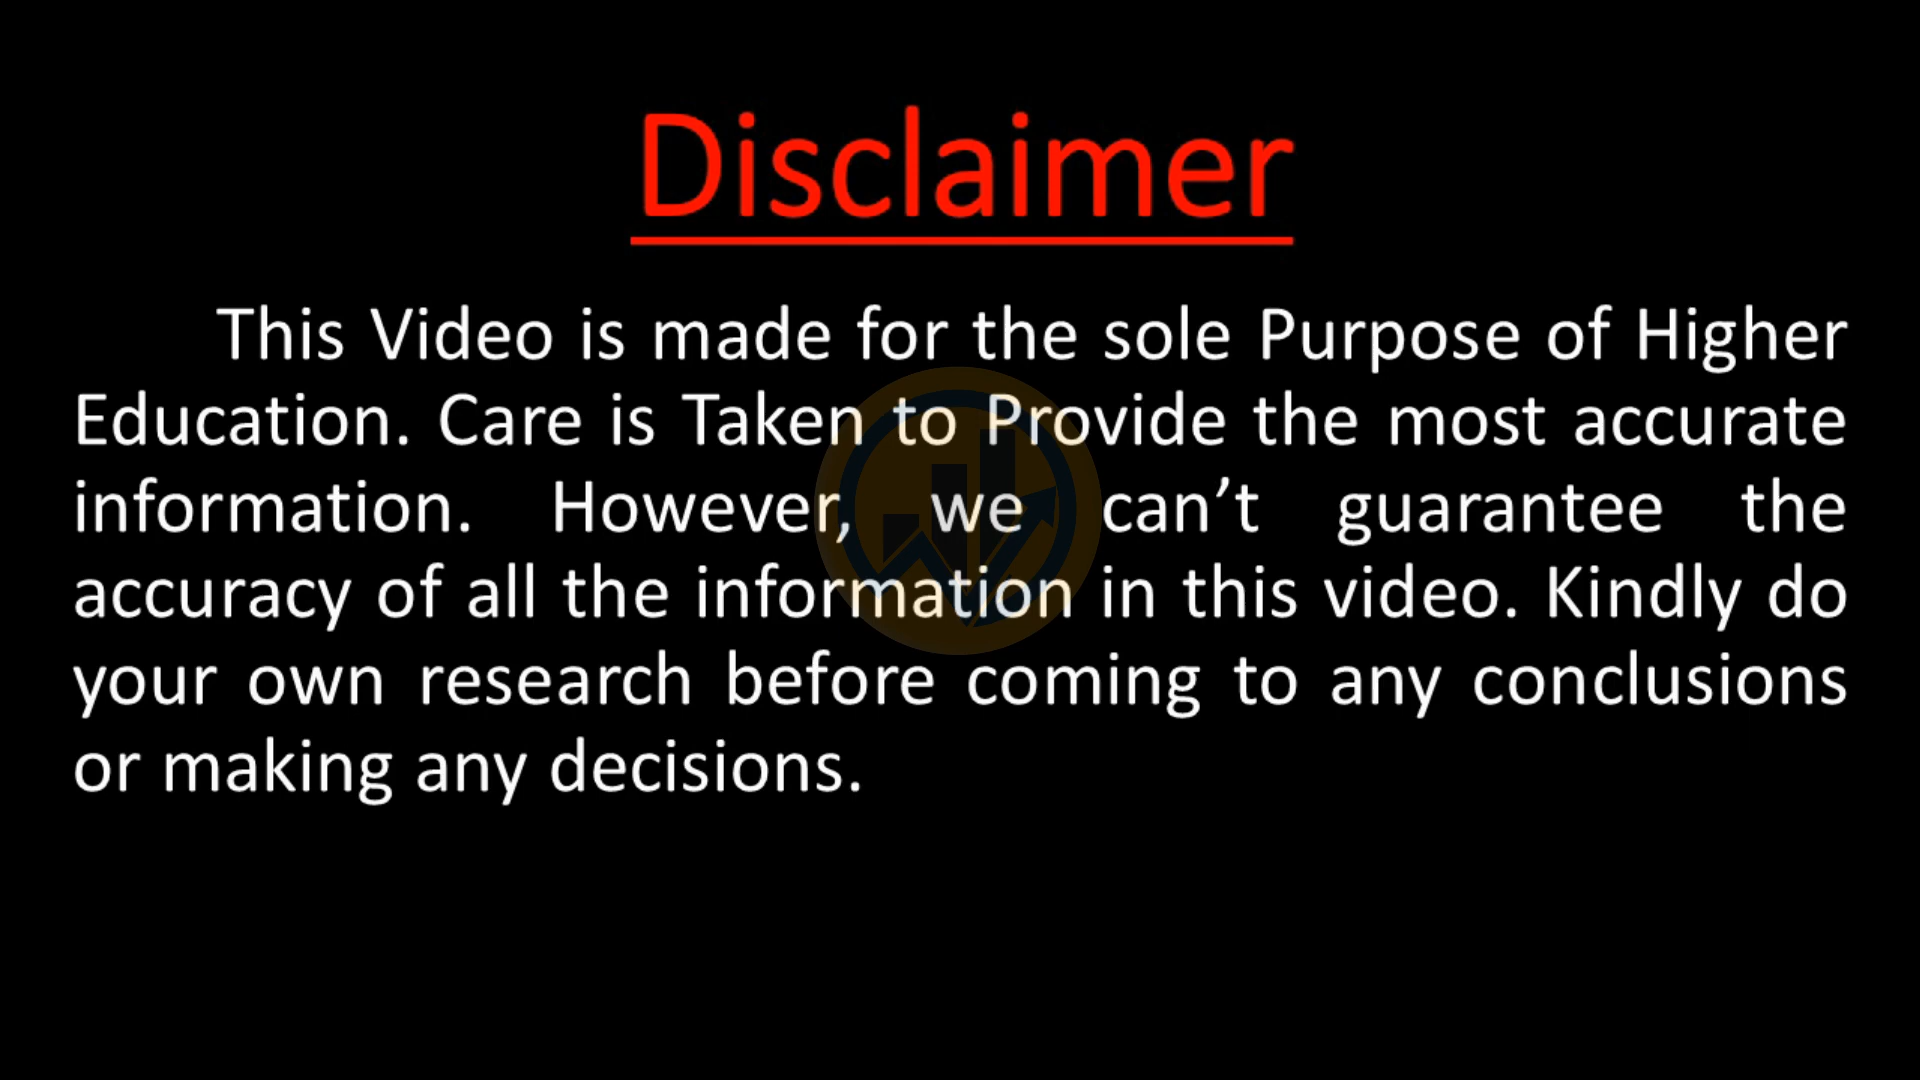 Disclaimer
This Video is made for the sole Purpose of Higher
Education. Care is Taken to Provide the most accurate
information. However, we can’t guarantee the
accuracy of all the information in this video. Kindly do
your own research before coming to any conclusions
or making any decisions.